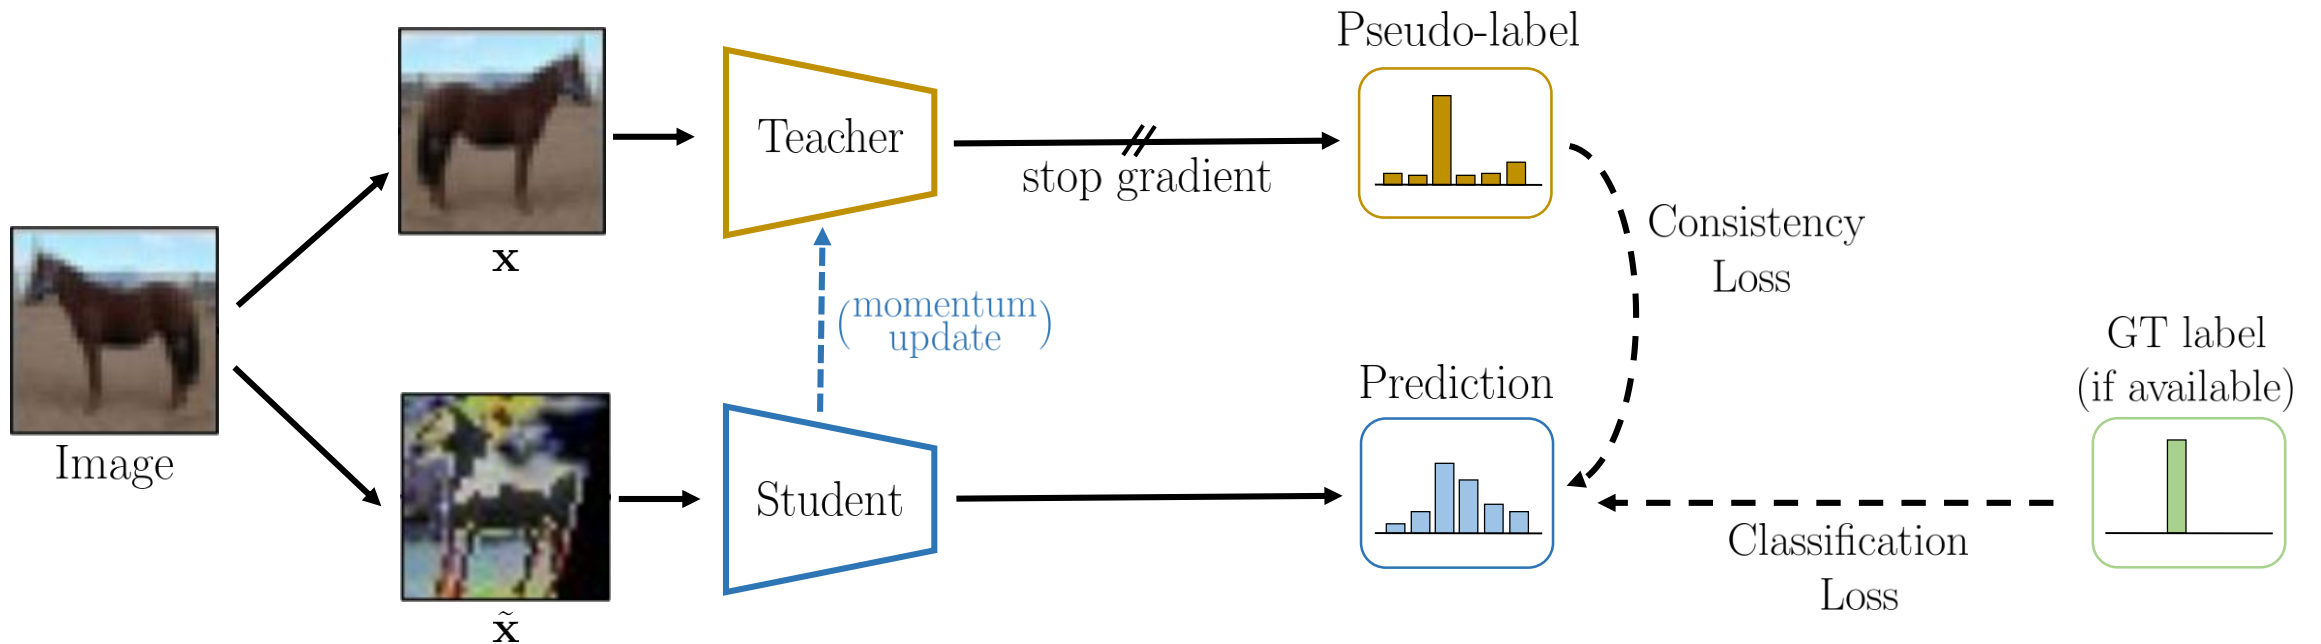 Image
x
x̃
Teacher
Student
(momentum
update)
stop gradient
Pseudo-label
Prediction
Consistency
Loss
Classification
Loss
GT label
(if available)